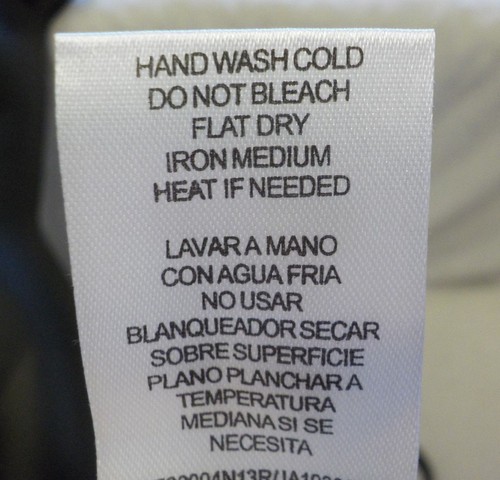 HAND WASH COLD
DO NOT BLEACH
FLAT DRY
IRON MEDIUM
HEAT IF NEEDED
LAVAR A MANO
CON AGUA FRIA
NO USAR
BLANQUEADOR SECAR
SOBRE SUPERFICIE
PLANO PLANCHAR A
TEMPERATURA
MEDIANA SI SE
NECESITA